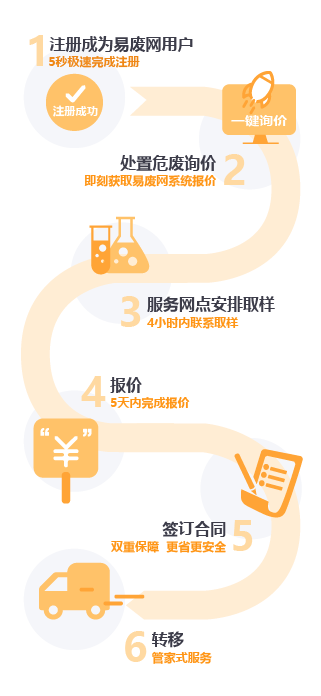 1 注册成为易废网用户
5秒极速完成注册
注册成功
一键询价
处置危废询价 2
即刻获取易废网系统报价
3 服务网点安排取样
4小时内联系取样
4 报价
5天内完成报价
“¥”
签订合同 5
双重保障 更省更安全
6 转移
管家式服务